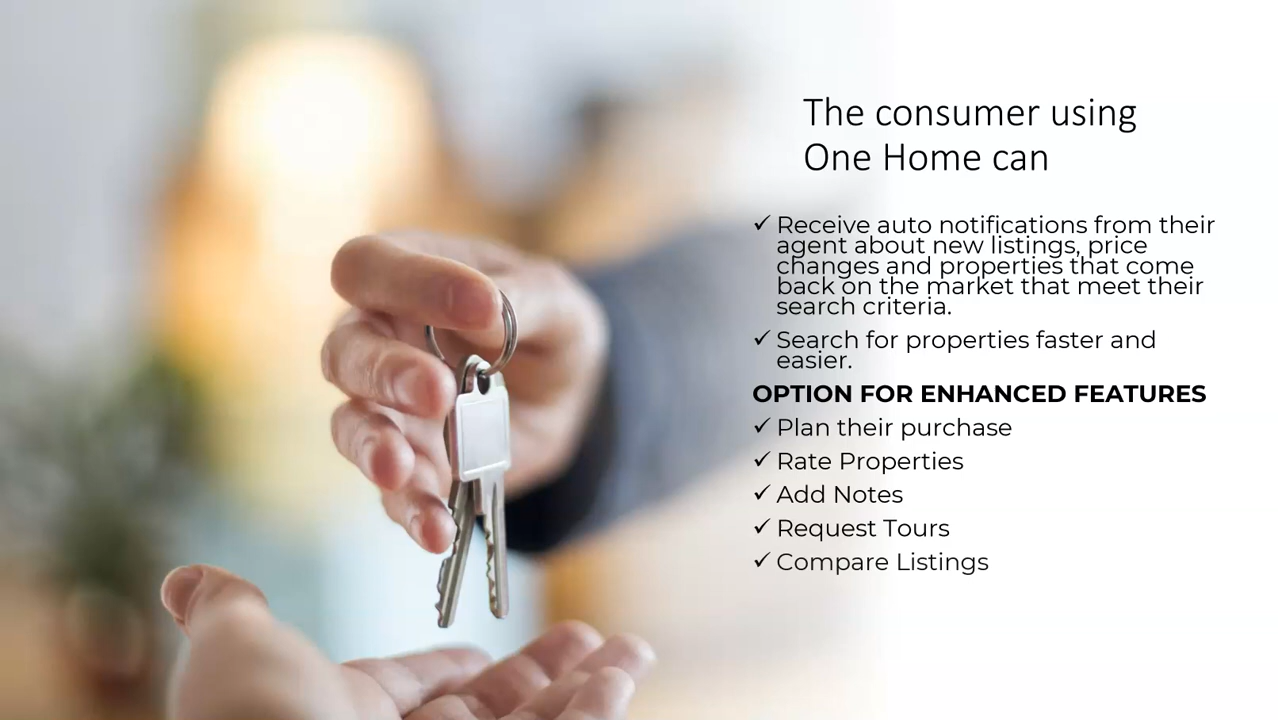 The consumer using
One Home can
✓ Receive auto notifications from their
agent about new listings, price
changes and properties that come
back on the market that meet their
search criteria.
✓ Search for properties faster and
easier.
OPTION FOR ENHANCED FEATURES
✓ Plan their purchase
✓ Rate Properties
✓ Add Notes
✓ Request Tours
✓ Compare Listings